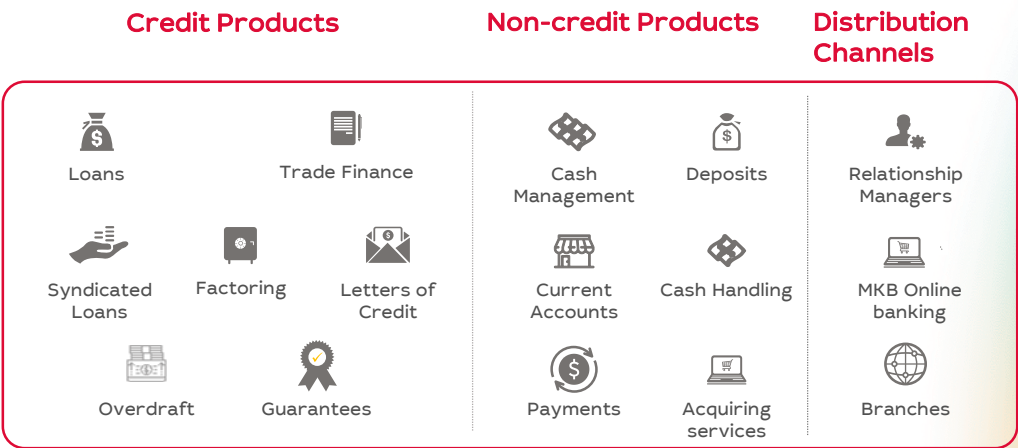 Credit Products
Non-credit Products
Distribution
Channels
Loans
Trade Finance
Syndicated
Loans
Factoring
Letters of
Credit
Overdraft
Guarantees
Cash
Management
Deposits
Current
Accounts
Cash Handling
Payments
Acquiring
services
Relationship
Managers
MKB Online
banking
Branches